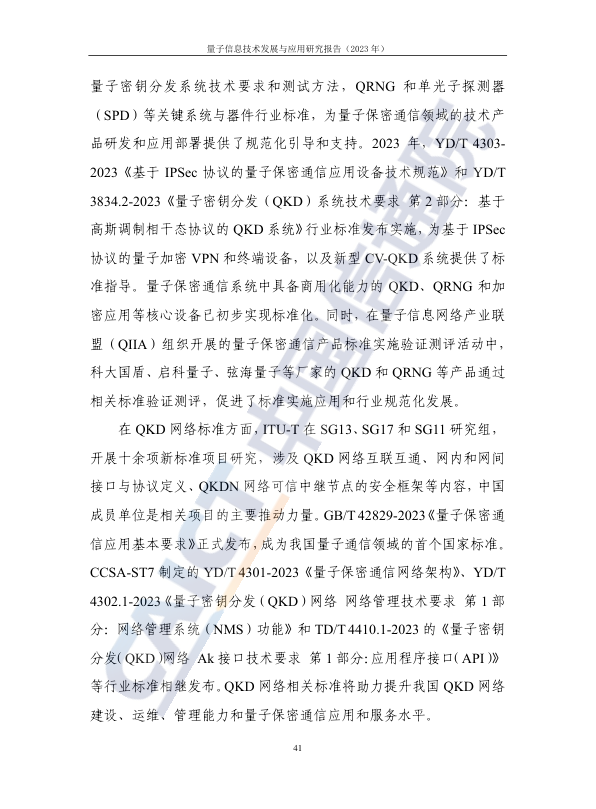 量子信息技术发展与应用研究报告（2023 年）
量子密钥分发系统技术要求和测试方法，QRNG 和单光子探测器
（SPD）等关键系统与器件行业标准，为量子保密通信领域的技术产
品研发和应用部署提供了规范化引导和支持。2023 年，YD/T 4303-
2023《基于 IPSec 协议的量子保密通信应用设备技术规范》和 YD/T
3834.2-2023《量子密钥分发（QKD）系统技术要求 第 2 部分：基于
高斯调制相干态协议的 QKD 系统》行业标准发布实施，为基于 IPSec
协议的量子加密 VPN 和终端设备，以及新型 CV-QKD 系统提供了标
准指导。量子保密通信系统中具备商用化能力的 QKD、QRNG 和加
密应用等核心设备已初步实现标准化。同时，在量子信息网络产业联
盟（QIIA）组织开展的量子保密通信产品标准实施验证测评活动中，
科大国盾、启科量子、弦海量子等厂家的 QKD 和 QRNG 等产品通过
相关标准验证测评，促进了标准实施应用和行业规范化发展。
在 QKD 网络标准方面，ITU-T 在 SG13、SG17 和 SG11 研究组，
开展十余项新标准项目研究，涉及 QKD 网络互联互通、网内和网间
接口与协议定义、QKDN 网络可信中继节点的安全框架等内容，中国
成员单位是相关项目的主要推动力量。GB/T 42829-2023《量子保密通
信应用基本要求》正式发布，成为我国量子通信领域的首个国家标准。
CCSA-ST7 制定的 YD/T 4301-2023《量子保密通信网络架构》、YD/T
4302.1-2023《量子密钥分发（QKD）网络 网络管理技术要求 第 1 部
分：网络管理系统（NMS）功能》和 TD/T 4410.1-2023 的《量子密钥
分发（QKD）网络 Ak 接口技术要求 第 1 部分：应用程序接口（API）》
等行业标准相继发布。QKD 网络相关标准将助力提升我国 QKD 网络
建设、运维、管理能力和量子保密通信应用和服务水平。
CAICT 中国信通院
41